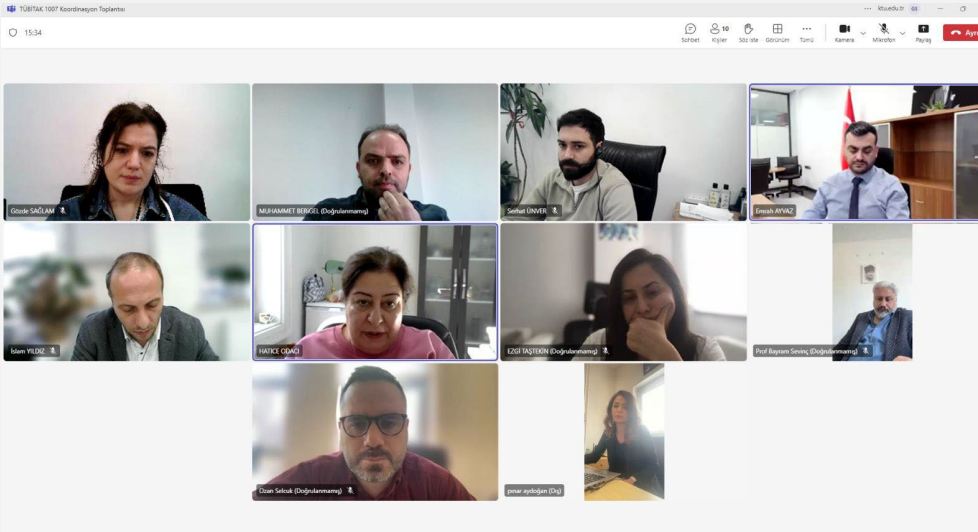 TÜBİTAK 1007 Koordinasyon Toplantısı
ktu.edu.tr
GS
15:34
10
Sohbet
Kişiler
Söz iste
Görünüm
Tümü
Kamera
Mikrofon
Paylaş
Ayrıl
Gözde SAĞLAM
MUHAMMET BERİGEL (Doğrulanmamış)
Serhat ÜNVER
Emrah AYVAZ
İslam YILDIZ
HATİCE ODACI
EZGİ TAŞTEKİN (Doğrulanmamış)
Prof Bayram Sevinç (Doğrulanmamış)
Ozan Selcuk (Doğrulanmamış)
pınar aydoğan (Dış)